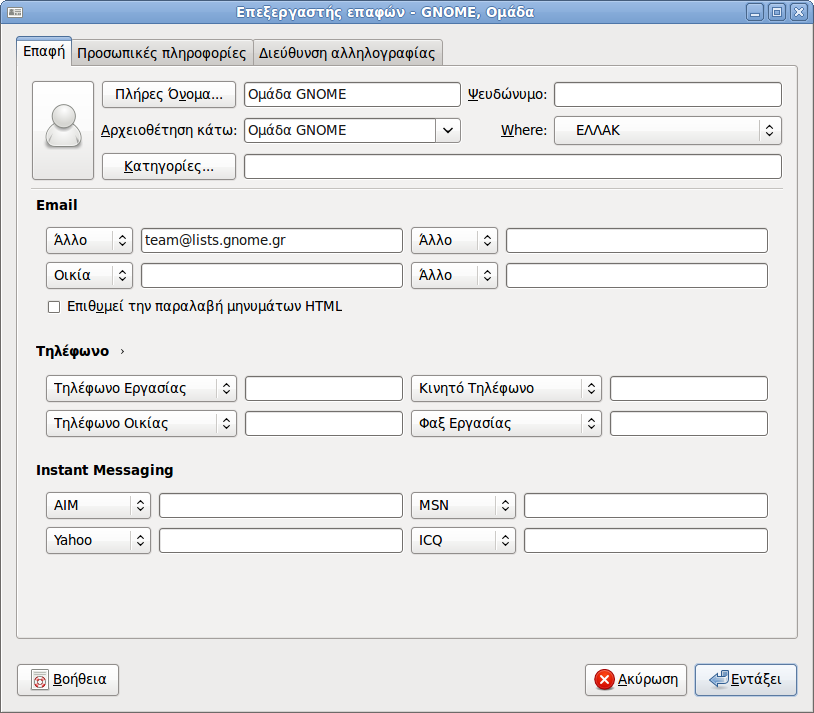 Επεξεργαστής επαφών - GNOME, Ομάδα
Επαφή Προσωπικές πληροφορίες Διεύθυνση αλληλογραφίας
Πλήρες Όνομα... Ομάδα GNOME Ψευδώνυμο:
Αρχειοθέτηση κάτω: Ομάδα GNOME Where: ΕΛΛΑΚ
Κατηγορίες...
Email
Άλλο team@lists.gnome.gr Άλλο
Οικία Άλλο
Επιθυμεί την παραλαβή μηνυμάτων HTML
Τηλέφωνο
Τηλέφωνο Εργασίας Κινητό Τηλέφωνο
Τηλέφωνο Οικίας Φαξ Εργασίας
Instant Messaging
AIM MSN
Yahoo ICQ
Βοήθεια Ακύρωση Εντάξει